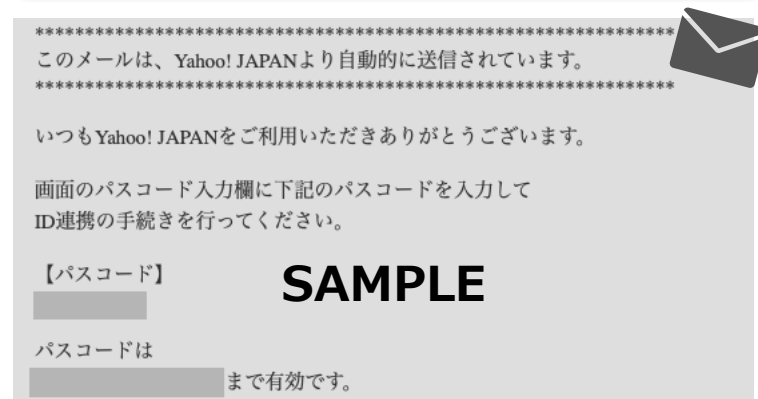 ****************************************************************
このメールは、Yahoo! JAPANより自動的に送信されています。
****************************************************************
いつもYahoo! JAPANをご利用いただきありがとうございます。
画面のパスコード入力欄に下記のパスコードを入力して
ID連携の手続きを行ってください。
【パスコード】
SAMPLE
パスコードは
まで有効です。